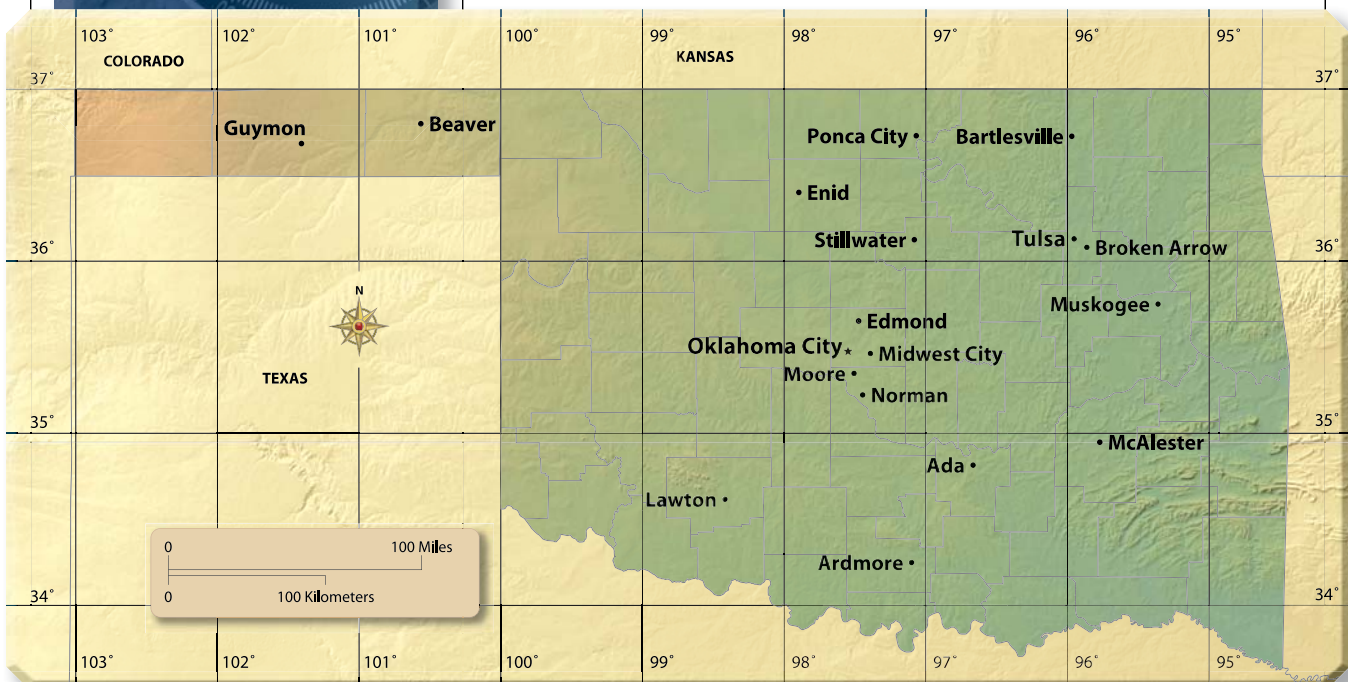 103° 102° 101° 100° 99° 98° 97° 96° 95°
COLORADO KANSAS
37° 37°
Guymon Beaver Ponca City Bartlesville
Enid
Stillwater Tulsa Broken Arrow
36° 36°
N
Muskogee
Edmond
Oklahoma City Midwest City
TEXAS Moore
Norman
35° 35°
McAlester
Ada
Lawton
0 100 Miles
Ardmore
0 100 Kilometers
34° 34°
103° 102° 101° 100° 99° 98° 97° 96° 95°